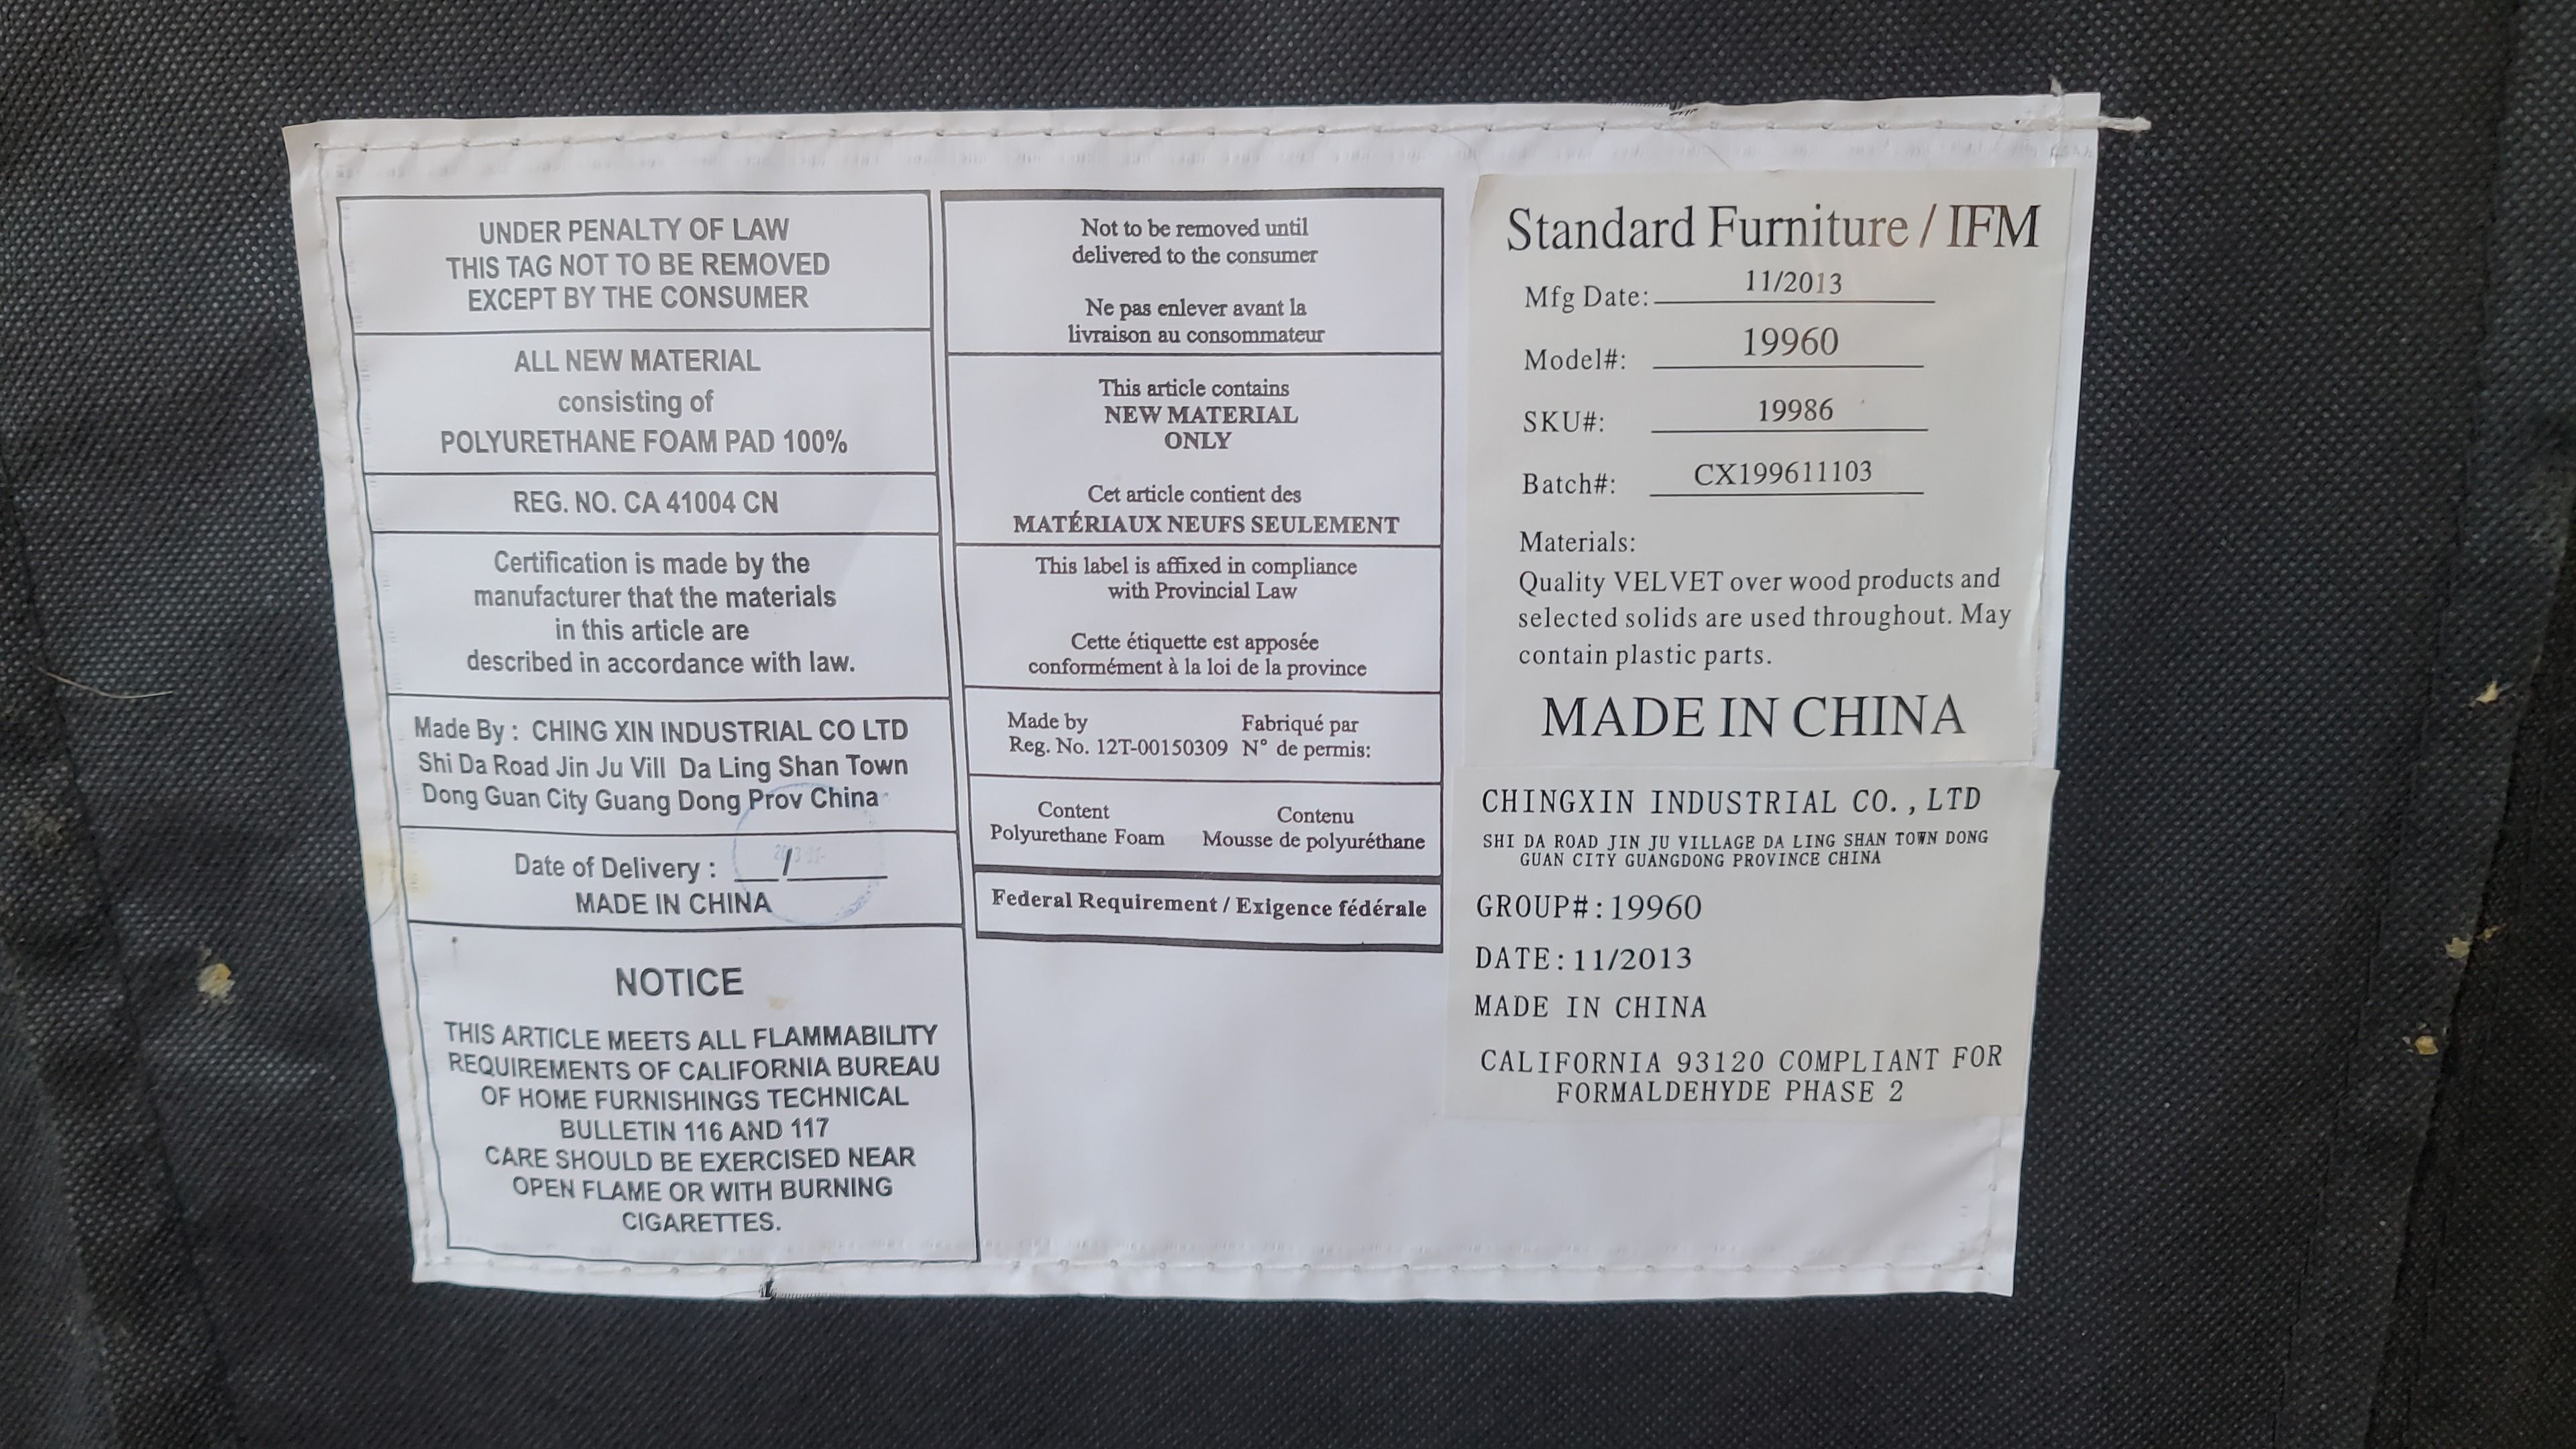 UNDER PENALTY OF LAW
THIS TAG NOT TO BE REMOVED
EXCEPT BY THE CONSUMER
ALL NEW MATERIAL
consisting of
POLYURETHANE FOAM PAD 100%
REG. NO. CA 41004 CN
Certification is made by the
manufacturer that the materials
in this article are
described in accordance with law.
Made By : CHING XIN INDUSTRIAL CO LTD
Shi Da Road Jin Ju Vill Da Ling Shan Town
Dong Guan City Guang Dong Prov China
Date of Delivery : ___/______
MADE IN CHINA
NOTICE
THIS ARTICLE MEETS ALL FLAMMABILITY
REQUIREMENTS OF CALIFORNIA BUREAU
OF HOME FURNISHINGS TECHNICAL
BULLETIN 116 AND 117
CARE SHOULD BE EXERCISED NEAR
OPEN FLAME OR WITH BURNING
CIGARETTES.
Not to be removed until
delivered to the consumer
Ne pas enlever avant la
livraison au consommateur
This article contains
NEW MATERIAL
ONLY
Cet article contient des
MATÉRIAUX NEUFS SEULEMENT
This label is affixed in compliance
with Provincial Law
Cette étiquette est apposée
conformément à la loi de la province
Made by Fabriqué par
Reg. No. 12T-00150309 N° de permis:
Content Contenu
Polyurethane Foam Mousse de polyuréthane
Federal Requirement / Exigence fédérale
Standard Furniture / IFM
Mfg Date: 11/2013
Model#: 19960
SKU#: 19986
Batch#: CX199611103
Materials:
Quality VELVET over wood products and
selected solids are used throughout. May
contain plastic parts.
MADE IN CHINA
CHINGXIN INDUSTRIAL CO., LTD
SHI DA ROAD JIN JU VILLAGE DA LING SHAN TOWN DONG
GUAN CITY GUANGDONG PROVINCE CHINA
GROUP#:19960
DATE:11/2013
MADE IN CHINA
CALIFORNIA 93120 COMPLIANT FOR
FORMALDEHYDE PHASE 2